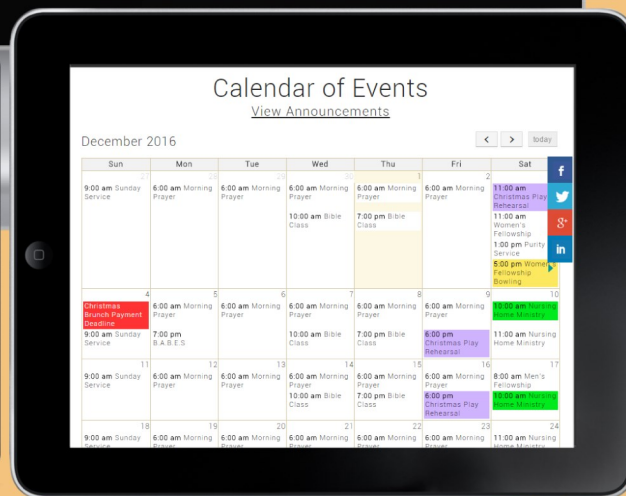 Calendar of Events
View Announcements
December 2016
< > today
Sun Mon Tue Wed Thu Fri Sat
27 28 29 30 1 2
9:00 am Sunday 6:00 am Morning 6:00 am Morning 6:00 am Morning 6:00 am Morning 6:00 am Morning 11:00 am
Service Prayer Prayer Prayer Prayer Prayer Christmas Play
Rehearsal
10:00 am Bible 7:00 pm Bible 11:00 am
Class Class Women's
Fellowship
1:00 pm Purity
Service
5:00 pm Women's
Fellowship
Bowling
f
g+
in
4 5 6 7 8 9 10
Christmas 6:00 am Morning 6:00 am Morning 6:00 am Morning 6:00 am Morning 6:00 am Morning 10:00 am Nursing
Brunch Payment Prayer Prayer Prayer Prayer Prayer Home Ministry
Deadline
9:00 am Sunday 7:00 pm 10:00 am Bible 7:00 pm Bible 6:00 pm 11:00 am Nursing
Service B.A.B.E.S Class Class Christmas Play Home Ministry
Rehearsal
11 12 13 14 15 16 17
9:00 am Sunday 6:00 am Morning 6:00 am Morning 6:00 am Morning 6:00 am Morning 6:00 am Morning 8:00 am Men's
Service Prayer Prayer Prayer Prayer Prayer Fellowship
10:00 am Bible 7:00 pm Bible 6:00 pm 10:00 am Nursing
Class Class Christmas Play Home Ministry
Rehearsal
18 19 20 21 22 23 24
9:00 am Sunday 6:00 am Morning 6:00 am Morning 6:00 am Morning 6:00 am Morning 6:00 am Morning 11:00 am Nursing
Service Prayer Prayer Prayer Prayer Prayer Home Ministry